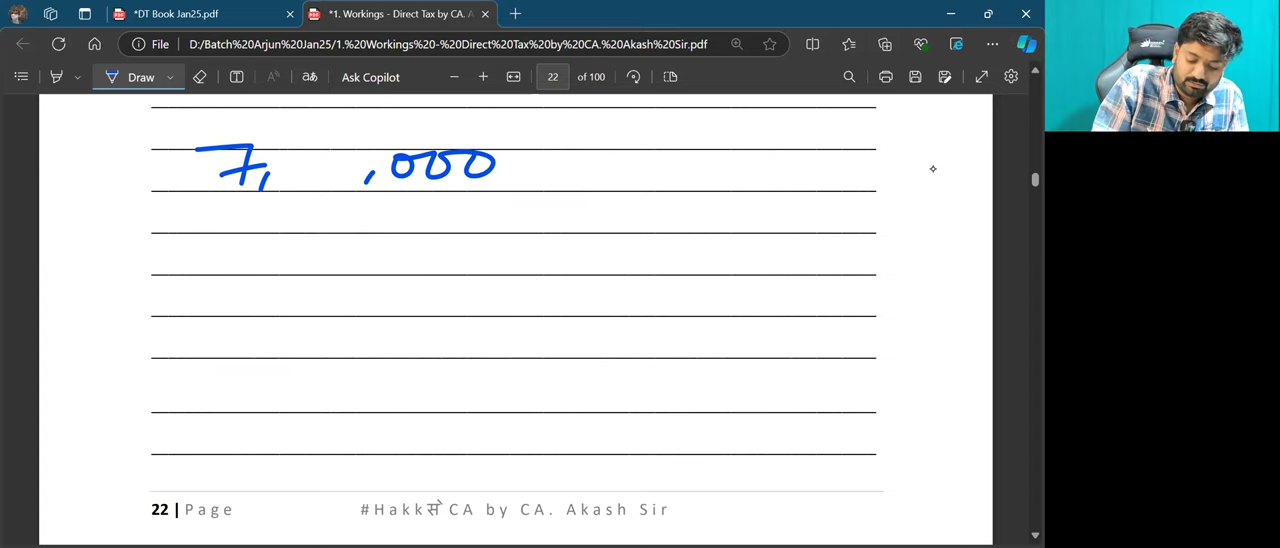 *DT Book Jan25.pdf
*1. Workings - Direct Tax by CA. A
File
D:/Batch%20Arjun%20Jan25/1.%20Workings%20-%20Direct%20Tax%20by%20CA.%20Akash%20Sir.pdf
Draw
aあ
Ask Copilot
22 of 100
7, ,000
22 | Page
#Hakkसे CA by CA. Akash Sir